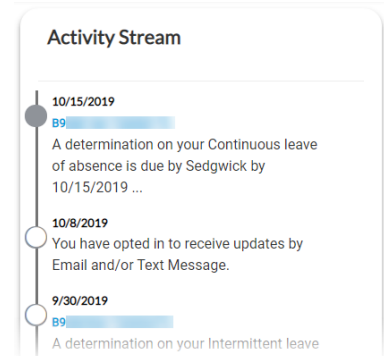 Activity Stream
10/15/2019
B9
A determination on your Continuous leave
of absence is due by Sedgwick by
10/15/2019 ...
10/8/2019
You have opted in to receive updates by
Email and/or Text Message.
9/30/2019
B9
A determination on your Intermittent leave